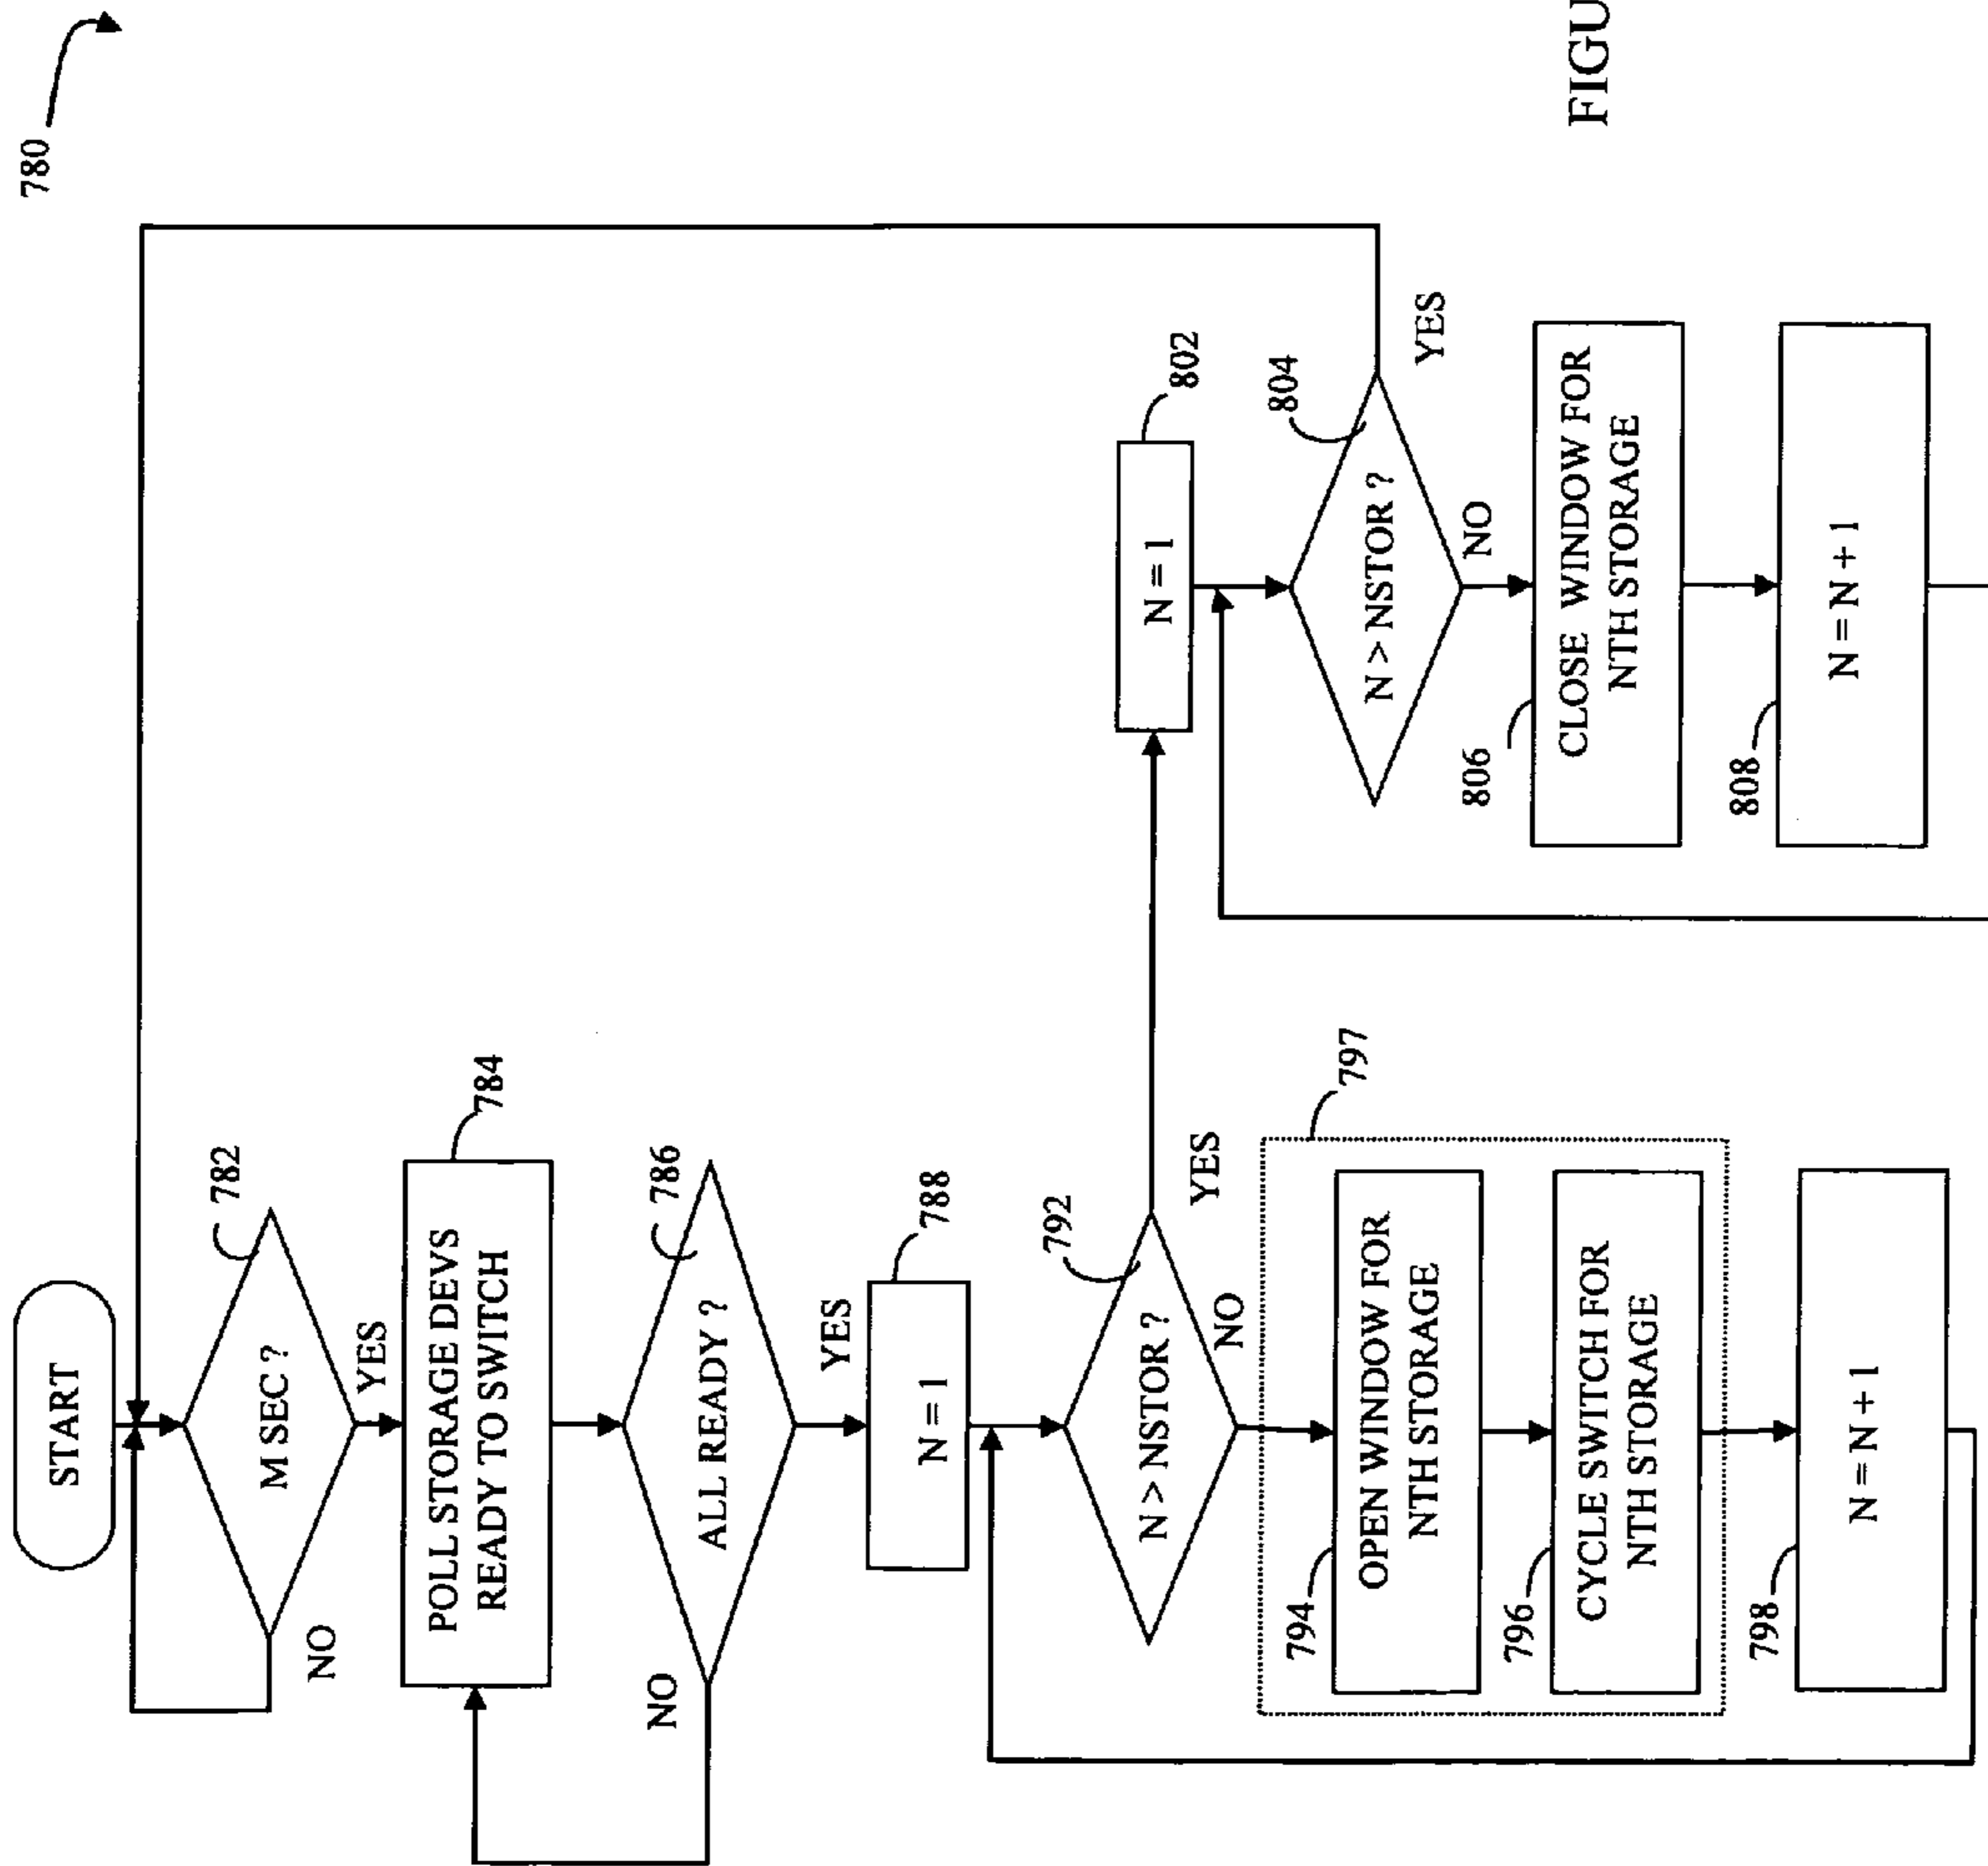 780
START
782
M SEC ?
NO
YES
784
POLL STORAGE DEVS
READY TO SWITCH
786
ALL READY ?
NO
YES
788
N = 1
792
N > NSTOR ?
YES
NO
797
794
OPEN WINDOW FOR
NTH STORAGE
796
CYCLE SWITCH FOR
NTH STORAGE
798
N = N + 1
802
N = 1
804
N > NSTOR ?
YES
NO
806
CLOSE WINDOW FOR
NTH STORAGE
808
N = N + 1
FIGU